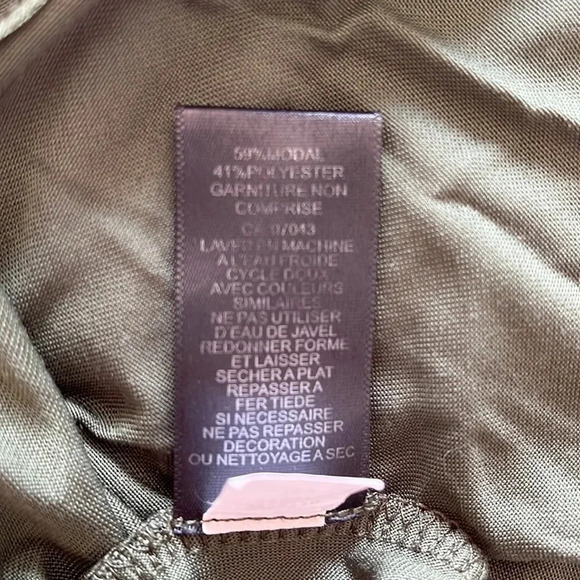 59%MODAL
41%POLYESTER
GARNITURE NON
COMPRISE
CA 07043
LAVER EN MACHINE
A L'EAU FROIDE
CYCLE DOUX
AVEC COULEURS
SIMILAIRES
NE PAS UTILISER
D'EAU DE JAVEL
REDONNER FORME
ET LAISSER
SECHER A PLAT
REPASSER A
FER TIEDE
SI NECESSAIRE
NE PAS REPASSER
DECORATION
OU NETTOYAGE A SEC